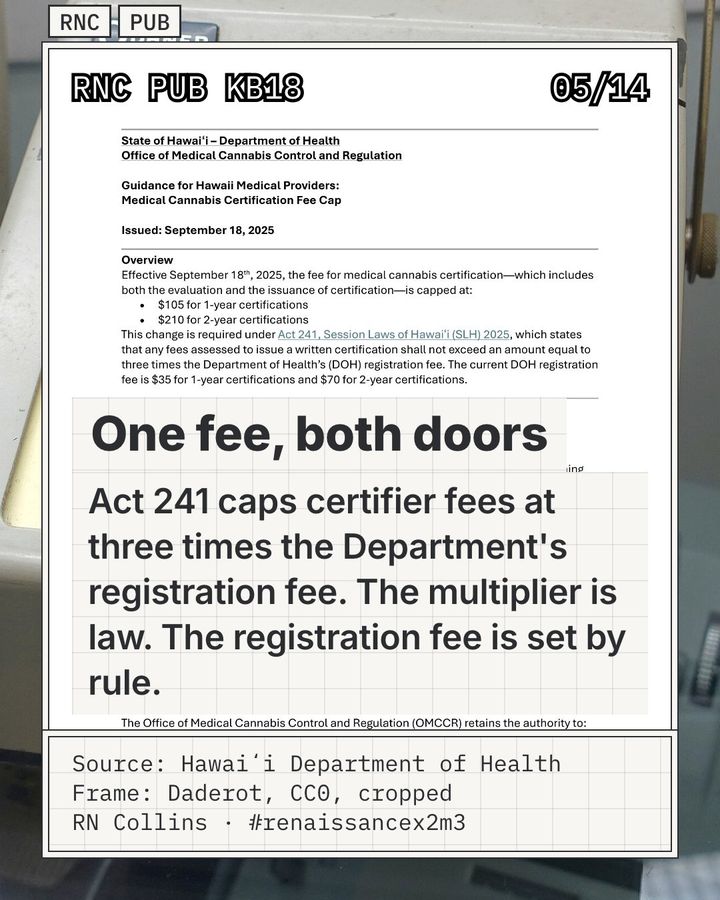 RNC PUB
RNC PUB KB18 05/14
State of Hawaiʻi – Department of Health
Office of Medical Cannabis Control and Regulation
Guidance for Hawaii Medical Providers:
Medical Cannabis Certification Fee Cap
Issued: September 18, 2025
Overview
Effective September 18th, 2025, the fee for medical cannabis certification—which includes
both the evaluation and the issuance of certification—is capped at:
• $105 for 1-year certifications
• $210 for 2-year certifications
This change is required under Act 241, Session Laws of Hawaiʻi (SLH) 2025, which states
that any fees assessed to issue a written certification shall not exceed an amount equal to
three times the Department of Health’s (DOH) registration fee. The current DOH registration
fee is $35 for 1-year certifications and $70 for 2-year certifications.
One fee, both doors
Act 241 caps certifier fees at
three times the Department's
registration fee. The multiplier is
law. The registration fee is set by
rule.
The Office of Medical Cannabis Control and Regulation (OMCCR) retains the authority to:
Source: Hawaiʻi Department of Health
Frame: Daderot, CC0, cropped
RN Collins · #renaissancex2m3